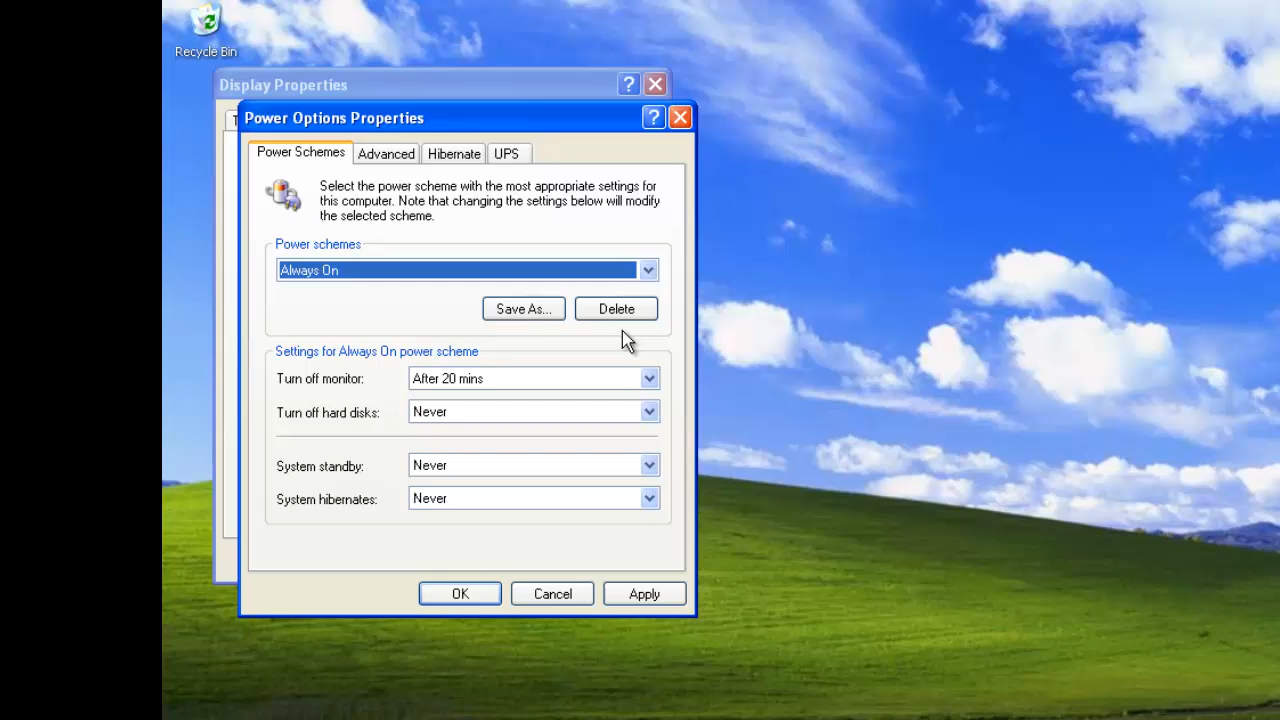 Recycle Bin
Display Properties
Power Options Properties
Power Schemes
Advanced
Hibernate
UPS
Select the power scheme with the most appropriate settings for
this computer. Note that changing the settings below will modify
the selected scheme.
Power schemes
Always On
Save As...
Delete
Settings for Always On power scheme
Turn off monitor:
After 20 mins
Turn off hard disks:
Never
System standby:
Never
System hibernates:
Never
OK
Cancel
Apply